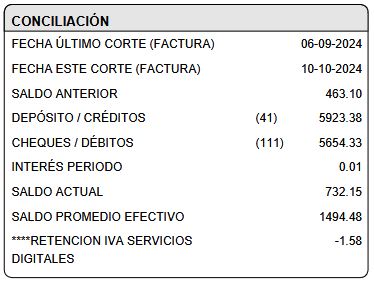 CONCILIACIÓN
FECHA ÚLTIMO CORTE (FACTURA) 06-09-2024
FECHA ESTE CORTE (FACTURA) 10-10-2024
SALDO ANTERIOR 463.10
DEPÓSITO / CRÉDITOS (41) 5923.38
CHEQUES / DÉBITOS (111) 5654.33
INTERÉS PERIODO 0.01
SALDO ACTUAL 732.15
SALDO PROMEDIO EFECTIVO 1494.48
****RETENCION IVA SERVICIOS -1.58
DIGITALES